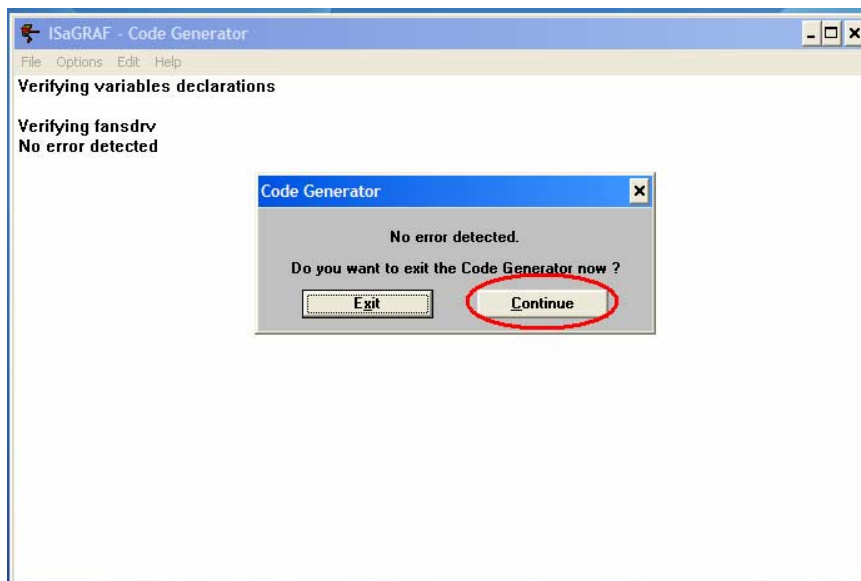 ISaGRAF - Code Generator
File Options Edit Help
Verifying variables declarations
Verifying fansdrv
No error detected
Code Generator
No error detected.
Do you want to exit the Code Generator now ?
Exit Continue